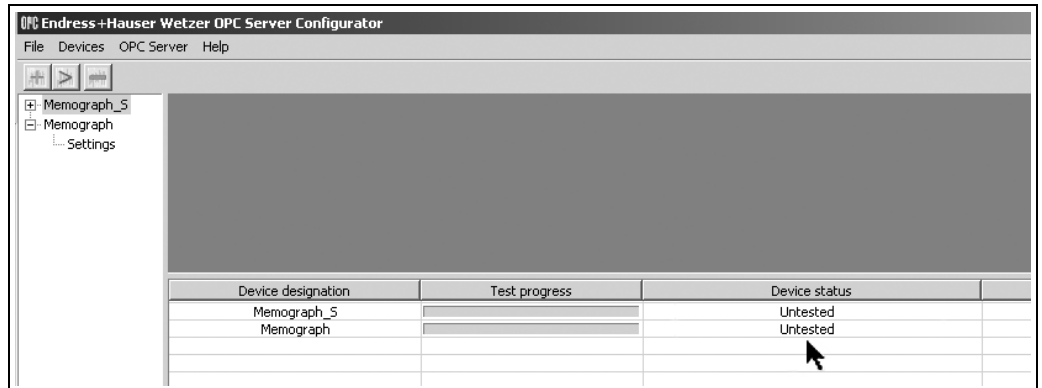 OPC Endress+Hauser Wetzer OPC Server Configurator
File Devices OPC Server Help
Memograph_S
Memograph
Settings
Device designation Test progress Device status
Memograph_S Untested
Memograph Untested